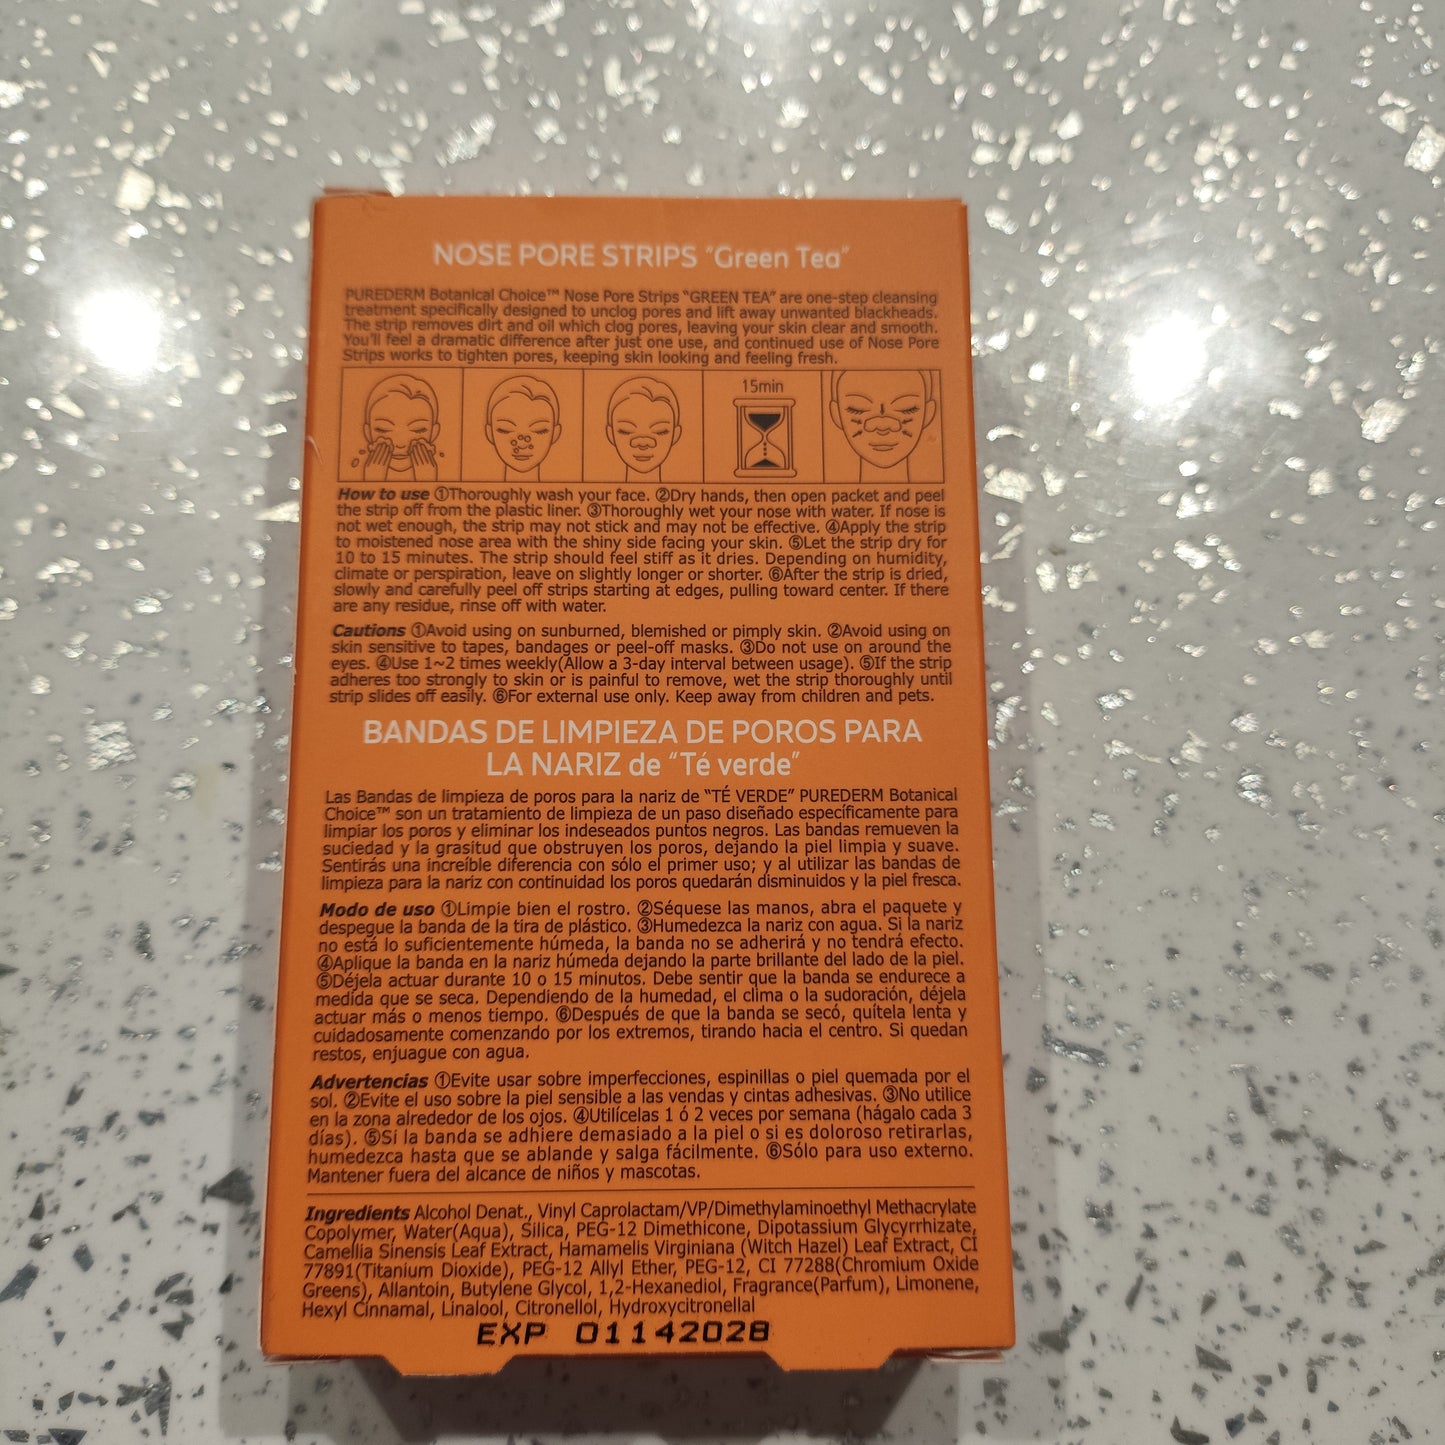 NOSE PORE STRIPS "Green Tea"
PUREDERM Botanical Choice™ Nose Pore Strips "GREEN TEA" are one-step cleansing
treatment specifically designed to unclog pores and lift away unwanted blackheads.
The strip removes dirt and oil which clog pores, leaving your skin clear and smooth.
You'll feel a dramatic difference after just one use, and continued use of Nose Pore
Strips works to tighten pores, keeping skin looking and feeling fresh.
15min
How to use ①Thoroughly wash your face. ②Dry hands, then open packet and peel
the strip off from the plastic liner. ③Thoroughly wet your nose with water. If nose is
not wet enough, the strip may not stick and may not be effective. ④Apply the strip
to moistened nose area with the shiny side facing your skin. ⑤Let the strip dry for
10 to 15 minutes. The strip should feel stiff as it dries. Depending on humidity,
climate or perspiration, leave on slightly longer or shorter. ⑥After the strip is dried,
slowly and carefully peel off strips starting at edges, pulling toward center. If there
are any residue, rinse off with water.
Cautions ①Avoid using on sunburned, blemished or pimply skin. ②Avoid using on
skin sensitive to tapes, bandages or peel-off masks. ③Do not use on around the
eyes. ④Use 1~2 times weekly(Allow a 3-day interval between usage). ⑤If the strip
adheres too strongly to skin or is painful to remove, wet the strip thoroughly until
strip slides off easily. ⑥For external use only. Keep away from children and pets.
BANDAS DE LIMPIEZA DE POROS PARA
LA NARIZ de "Té verde"
Las Bandas de limpieza de poros para la nariz de "TÉ VERDE" PUREDERM Botanical
Choice™ son un tratamiento de limpieza de un paso diseñado específicamente para
limpiar los poros y eliminar los indeseados puntos negros. Las bandas remueven la
suciedad y la grasitud que obstruyen los poros, dejando la piel limpia y suave.
Sentirás una increíble diferencia con sólo el primer uso; y al utilizar las bandas de
limpieza para la nariz con continuidad los poros quedarán disminuidos y la piel fresca.
Modo de uso ①Limpie bien el rostro. ②Séquese las manos, abra el paquete y
despegue la banda de la tira de plástico. ③Humedezca la nariz con agua. Si la nariz
no está lo suficientemente húmeda, la banda no se adherirá y no tendrá efecto.
④Aplique la banda en la nariz húmeda dejando la parte brillante del lado de la piel.
⑤Déjela actuar durante 10 o 15 minutos. Debe sentir que la banda se endurece a
medida que se seca. Dependiendo de la humedad, el clima o la sudoración, déjela
actuar más o menos tiempo. ⑥Después de que la banda se secó, quítela lenta y
cuidadosamente comenzando por los extremos, tirando hacia el centro. Si quedan
restos, enjuague con agua.
Advertencias ①Evite usar sobre imperfecciones, espinillas o piel quemada por el
sol. ②Evite el uso sobre la piel sensible a las vendas y cintas adhesivas. ③No utilice
en la zona alrededor de los ojos. ④Utilícelas 1 ó 2 veces por semana (hágalo cada 3
días). ⑤Si la banda se adhiere demasiado a la piel o si es doloroso retirarlas,
humedezca hasta que se ablande y salga fácilmente. ⑥Sólo para uso externo.
Mantener fuera del alcance de niños y mascotas.
Ingredients Alcohol Denat., Vinyl Caprolactam/VP/Dimethylaminoethyl Methacrylate
Copolymer, Water(Aqua), Silica, PEG-12 Dimethicone, Dipotassium Glycyrrhizate,
Camellia Sinensis Leaf Extract, Hamamelis Virginiana (Witch Hazel) Leaf Extract, CI
77891(Titanium Dioxide), PEG-12 Allyl Ether, PEG-12, CI 77288(Chromium Oxide
Greens), Allantoin, Butylene Glycol, 1,2-Hexanediol, Fragrance(Parfum), Limonene,
Hexyl Cinnamal, Linalool, Citronellol, Hydroxycitronellal
EXP 01142028